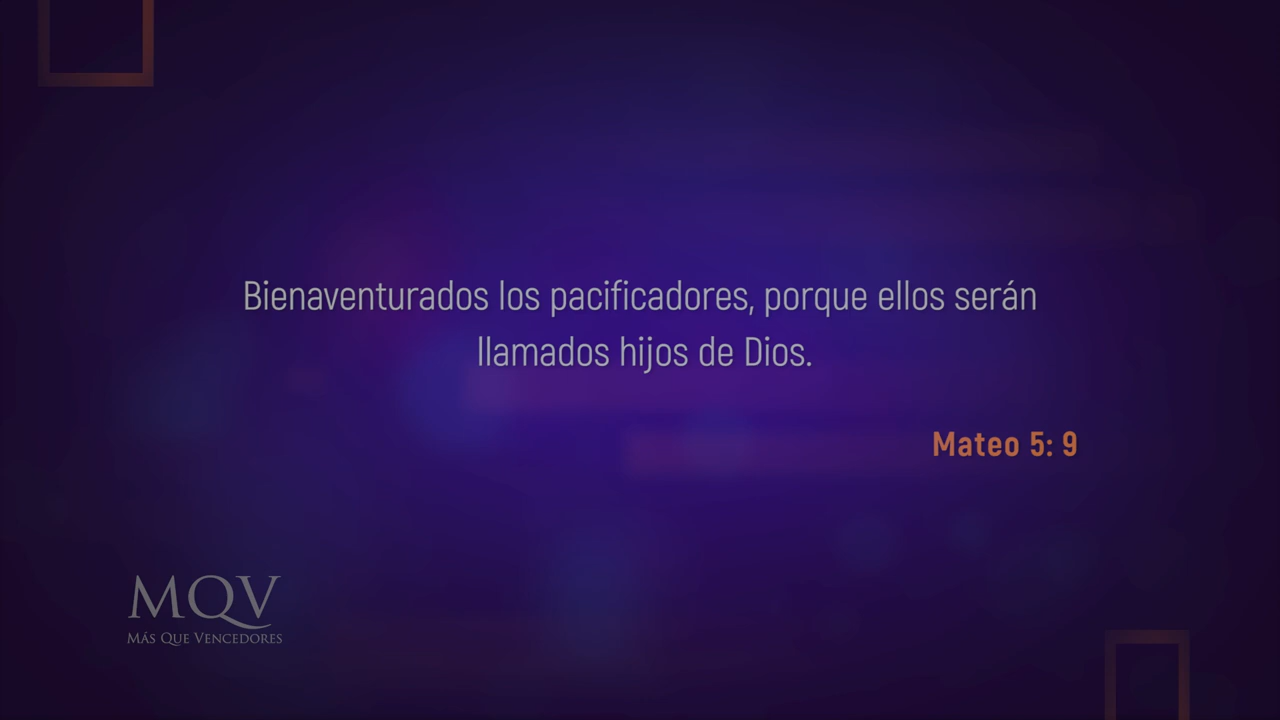 Bienaventurados los pacificadores, porque ellos serán
llamados hijos de Dios.
Mateo 5: 9
MQV
Más Que Vencedores